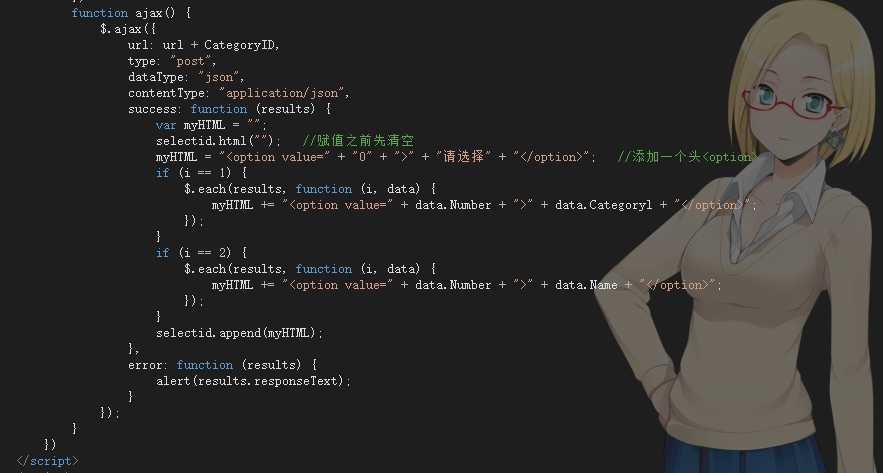 function ajax() {
$.ajax({
url: url + CategoryID,
type: "post",
dataType: "json",
contentType: "application/json",
success: function (results) {
var myHTML = "";
selectid.html("");   //赋值之前先清空
myHTML = "<option value=" + "0" + ">" + "请选择" + "</option>";   //添加一个头<option>
if (i == 1) {
$.each(results, function (i, data) {
myHTML += "<option value=" + data.Number + ">" + data.Category1 + "</option>";
});
}
if (i == 2) {
$.each(results, function (i, data) {
myHTML += "<option value=" + data.Number + ">" + data.Name + "</option>";
});
}
selectid.append(myHTML);
},
error: function (results) {
alert(results.responseText);
}
});
}
})
</script>